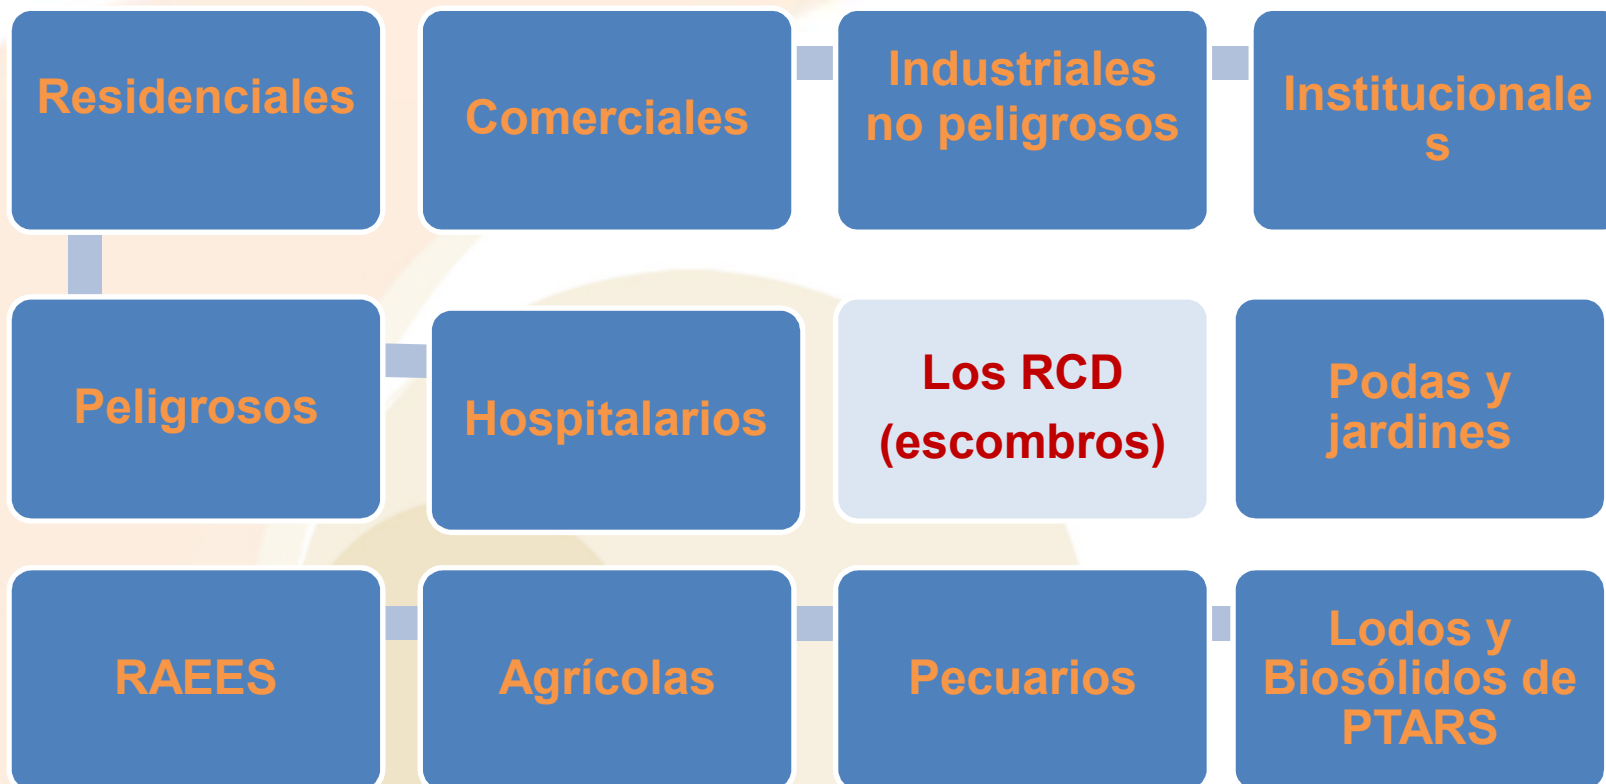 Residenciales
Comerciales
Industriales
no peligrosos
Institucionale
s
Peligrosos
Hospitalarios
Los RCD
(escombros)
Podas y
jardines
RAEES
Agrícolas
Pecuarios
Lodos y
Biosólidos de
PTARS